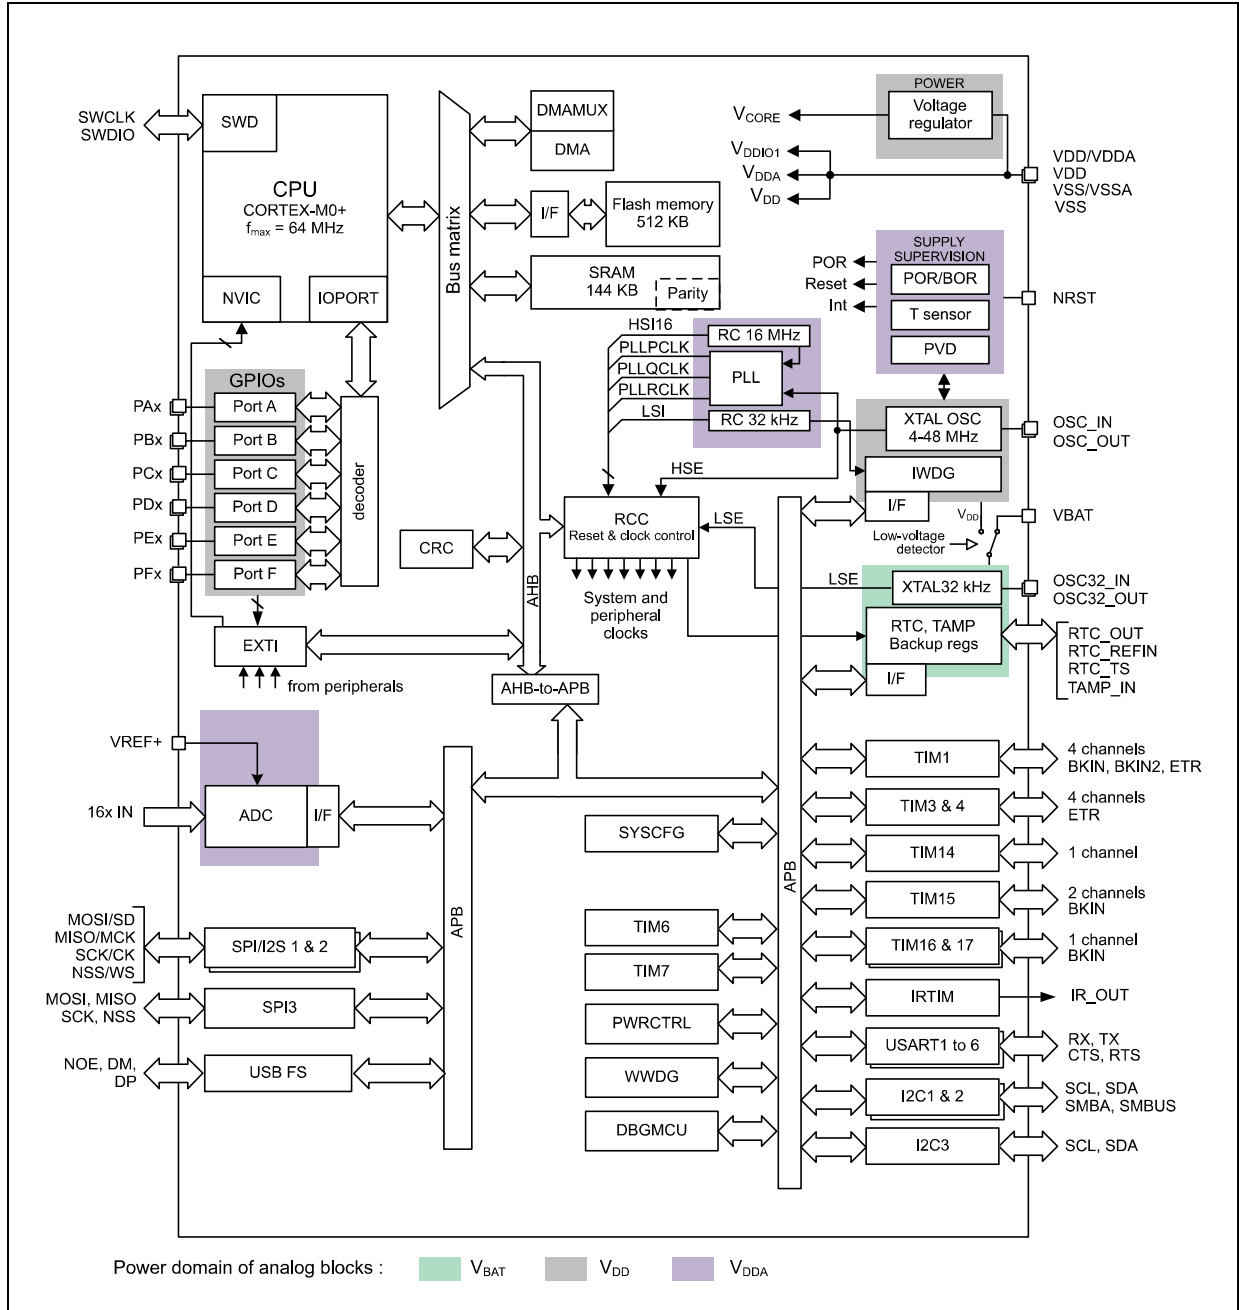 SWCLK
SWDIO
SWD
CPU
CORTEX-M0+
fmax = 64 MHz
NVIC
IOPORT
Bus matrix
DMAMUX
DMA
I/F
Flash memory
512 KB
SRAM
144 KB
Parity
POWER
Voltage
regulator
VCORE
VDDIO1
VDDA
VDD
VDD/VDDA
VDD
VSS/VSSA
VSS
SUPPLY
SUPERVISION
POR/BOR
T sensor
PVD
POR
Reset
Int
NRST
HSI16
PLLPCLK
PLLQCLK
PLLRCLK
LSI
RC 16 MHz
PLL
RC 32 kHz
XTAL OSC
4-48 MHz
IWDG
I/F
OSC_IN
OSC_OUT
HSE
GPIOs
PAx
Port A
PBx
Port B
PCx
Port C
PDx
Port D
PEx
Port E
PFx
Port F
decoder
CRC
AHB
RCC
Reset & clock control
LSE
System and
peripheral
clocks
VDD
Low-voltage
detector
VBAT
LSE
XTAL32 kHz
OSC32_IN
OSC32_OUT
RTC, TAMP
Backup regs
I/F
RTC_OUT
RTC_REFIN
RTC_TS
TAMP_IN
EXTI
from peripherals
AHB-to-APB
VREF+
16x IN
ADC
I/F
APB
APB
SYSCFG
TIM6
TIM7
PWRCTRL
WWDG
DBGMCU
MOSI/SD
MISO/MCK
SCK/CK
NSS/WS
SPI/I2S 1 & 2
MOSI, MISO
SCK, NSS
SPI3
NOE, DM,
DP
USB FS
TIM1
4 channels
BKIN, BKIN2, ETR
TIM3 & 4
4 channels
ETR
TIM14
1 channel
TIM15
2 channels
BKIN
TIM16 & 17
1 channel
BKIN
IRTIM
IR_OUT
USART1 to 6
RX, TX
CTS, RTS
I2C1 & 2
SCL, SDA
SMBA, SMBUS
I2C3
SCL, SDA
Power domain of analog blocks :
VBAT
VDD
VDDA